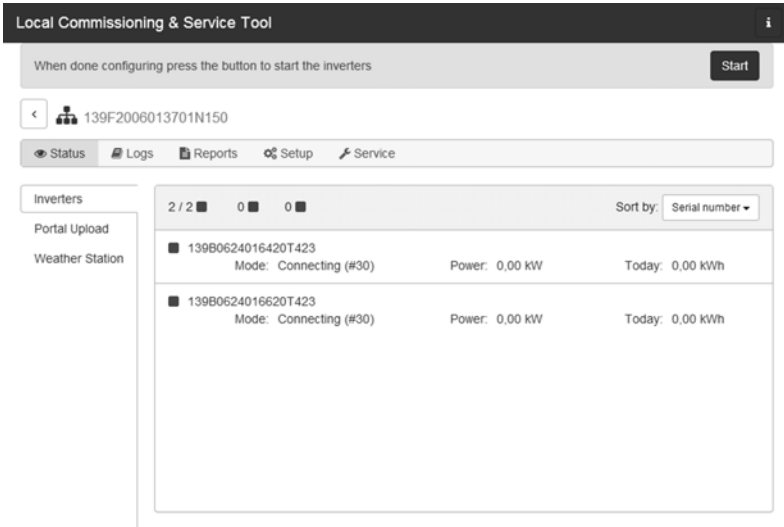 Local Commissioning & Service Tool
i
When done configuring press the button to start the inverters
Start
139F2006013701N150
Status Logs Reports Setup Service
Inverters
Portal Upload
Weather Station
2 / 2 0 0 Sort by: Serial number
139B0624016420T423
Mode: Connecting (#30) Power: 0,00 kW Today: 0,00 kWh
139B0624016620T423
Mode: Connecting (#30) Power: 0,00 kW Today: 0,00 kWh